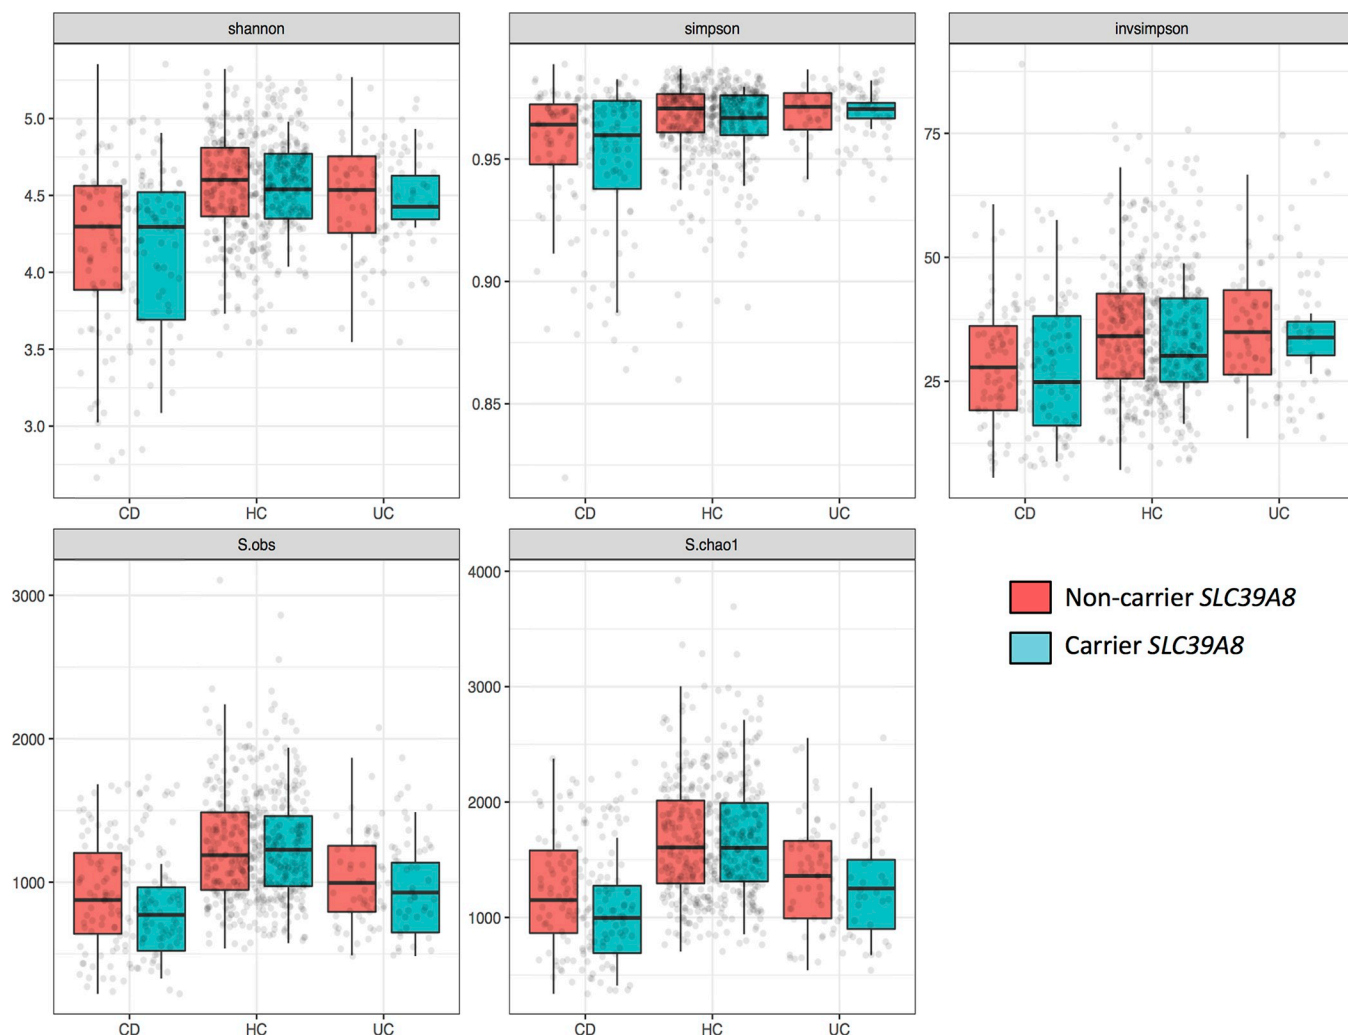 shannon
simpson
invsimpson
5.0
4.5
4.0
3.5
3.0
0.95
0.90
0.85
75
50
25
CD HC UC
CD HC UC
CD HC UC
S.obs
S.chao1
3000
2000
1000
4000
3000
2000
1000
Non-carrier SLC39A8
Carrier SLC39A8
CD HC UC
CD HC UC